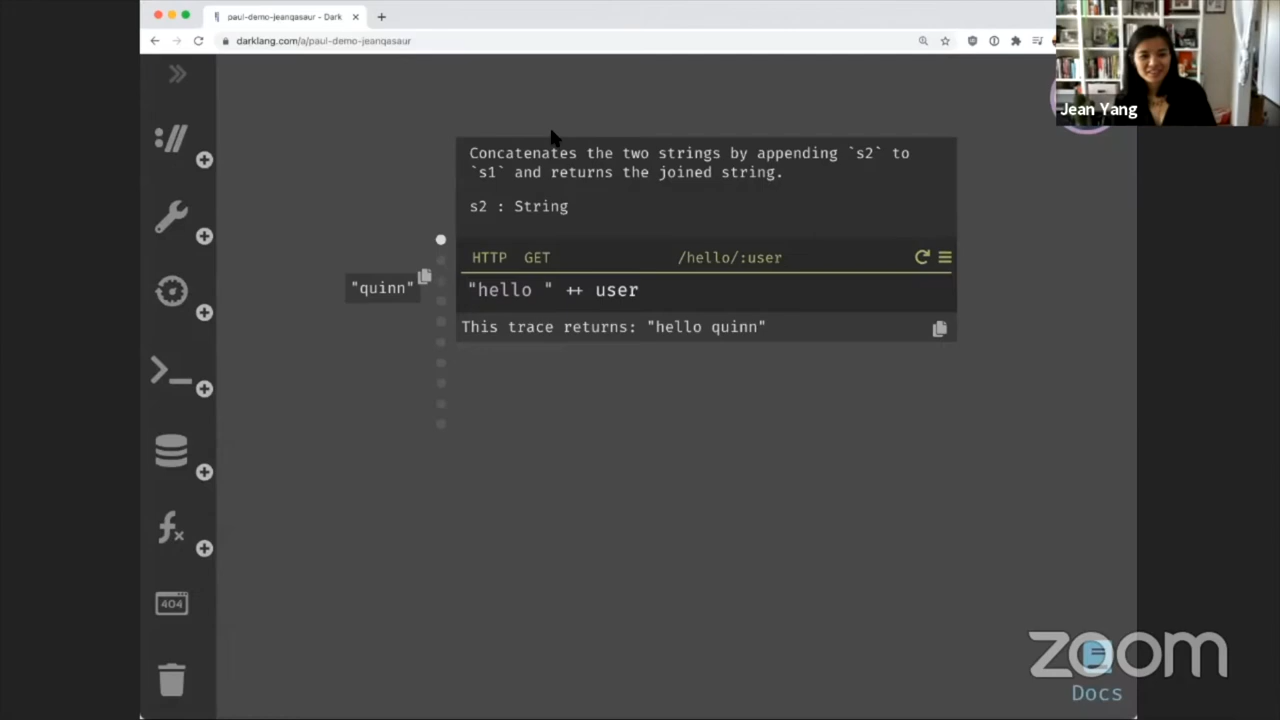 paul-demo-jeanqasaur - Dark
darklang.com/a/paul-demo-jeanqasaur
Jean Yang
Concatenates the two strings by appending `s2` to
`s1` and returns the joined string.
s2 : String
HTTP GET /hello/:user
"quinn"
"hello " ++ user
This trace returns: "hello quinn"
404
zoom
Docs